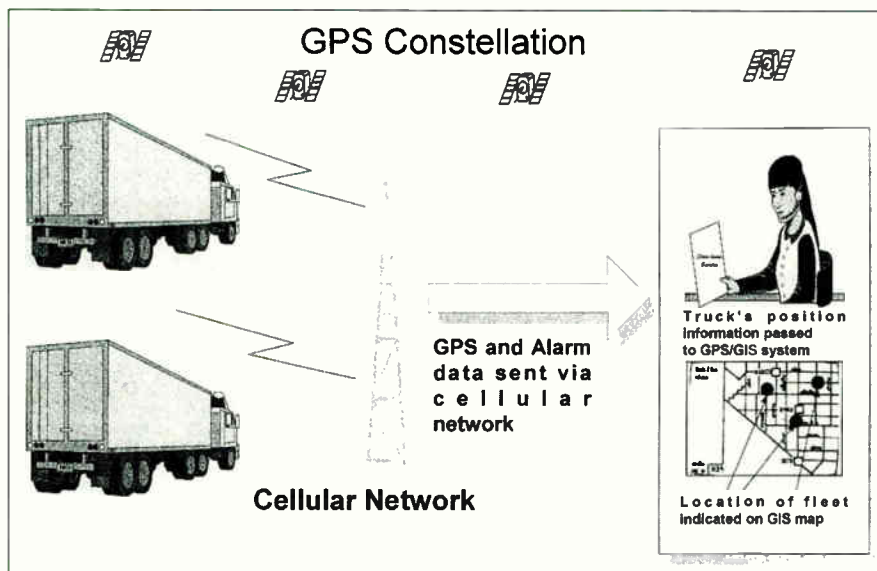 GPS Constellation
Truck's position
information passed
to GPS/GIS system
GPS and Alarm
data sent via
cellular
network
Cellular Network
Location of fleet
indicated on GIS map